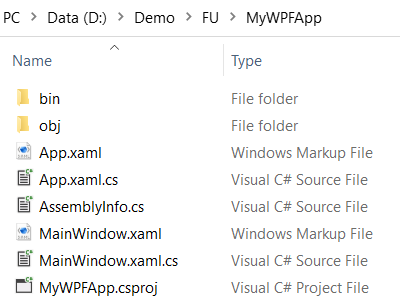 PC > Data (D:) > Demo > FU > MyWPFApp
Name Type
bin File folder
obj File folder
App.xaml Windows Markup File
App.xaml.cs Visual C# Source File
AssemblyInfo.cs Visual C# Source File
MainWindow.xaml Windows Markup File
MainWindow.xaml.cs Visual C# Source File
MyWPFApp.csproj Visual C# Project File